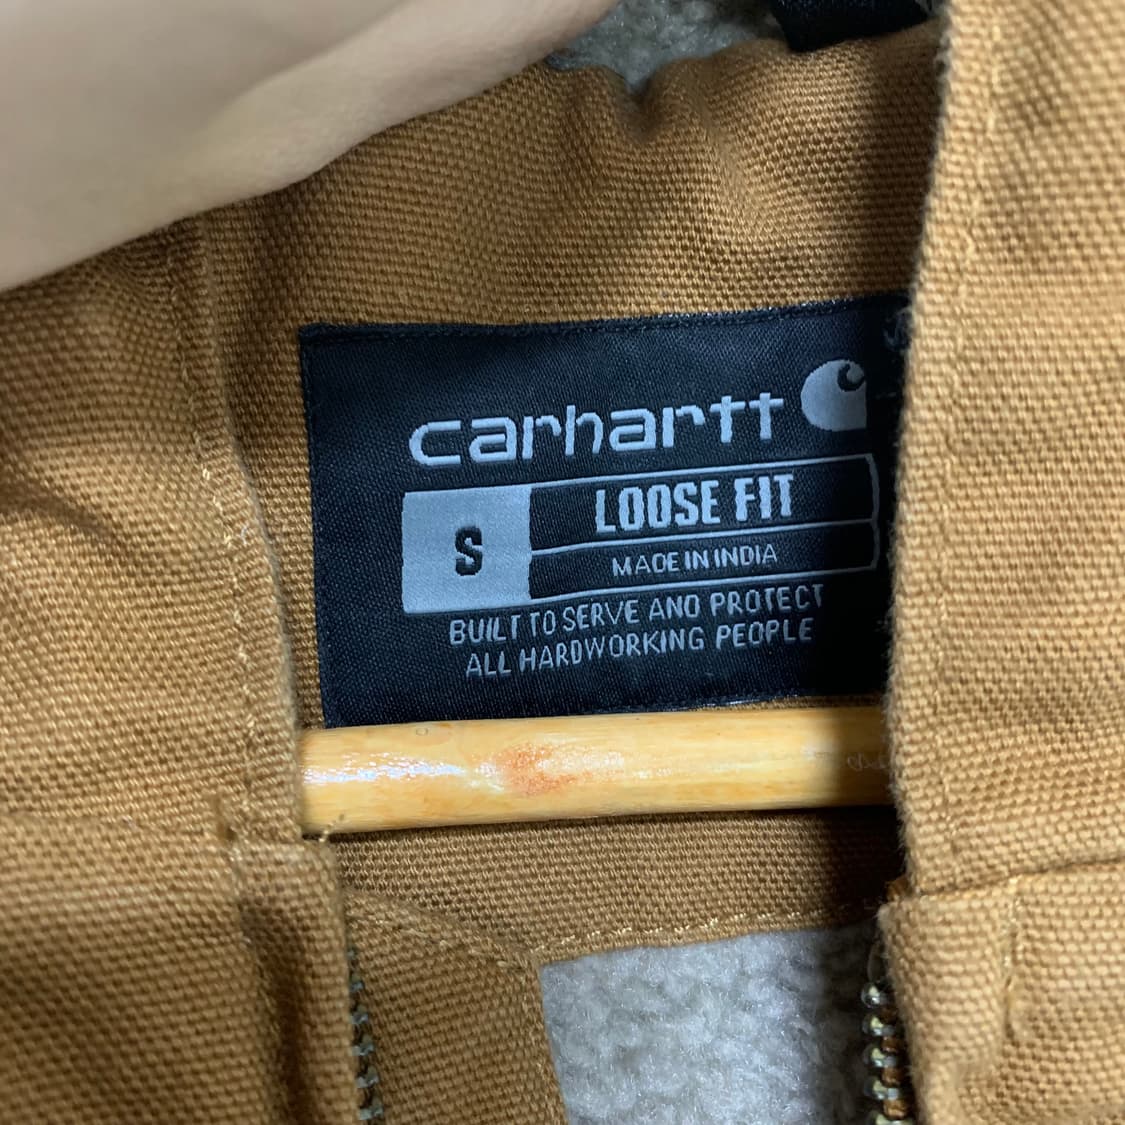 carhartt
S
LOOSE FIT
MADE IN INDIA
BUILT TO SERVE AND PROTECT
ALL HARDWORKING PEOPLE